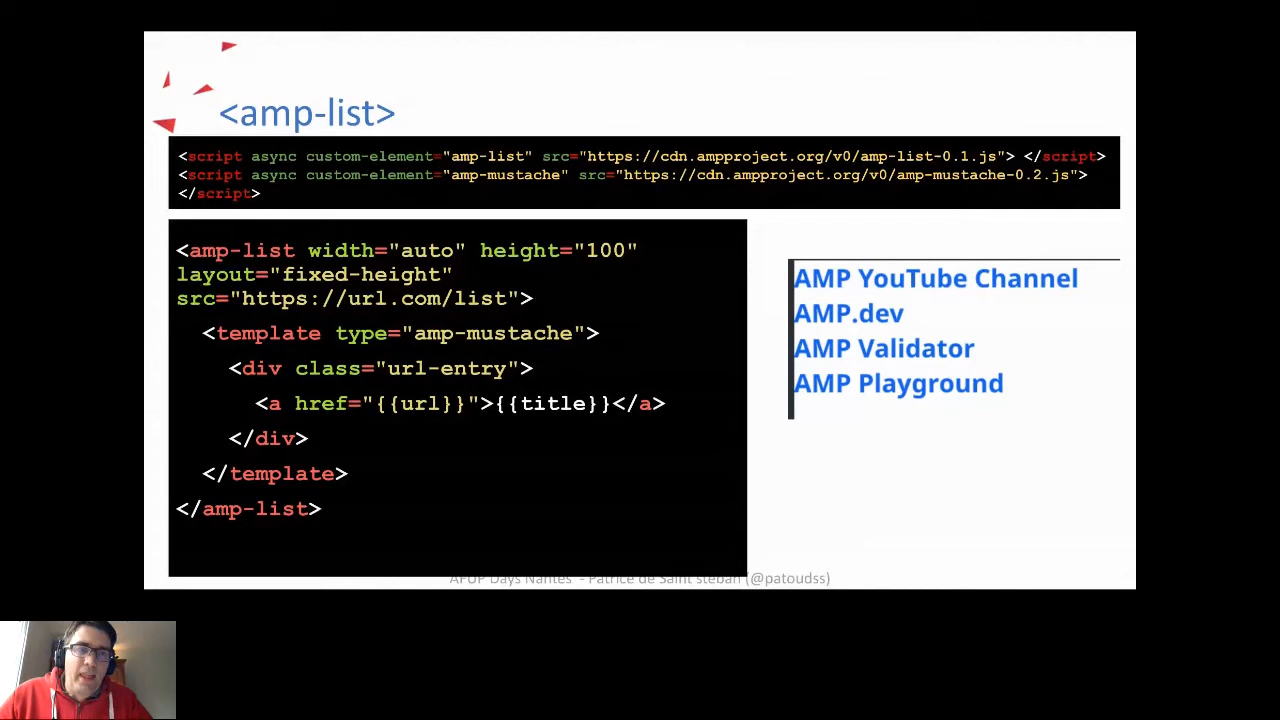 <amp-list>
<script async custom-element="amp-list" src="https://cdn.ampproject.org/v0/amp-list-0.1.js"> </script>
<script async custom-element="amp-mustache" src="https://cdn.ampproject.org/v0/amp-mustache-0.2.js">
</script>
<amp-list width="auto" height="100"
layout="fixed-height"
src="https://url.com/list">
<template type="amp-mustache">
<div class="url-entry">
<a href="{{url}}">{{title}}</a>
</div>
</template>
</amp-list>
AMP YouTube Channel
AMP.dev
AMP Validator
AMP Playground
AFUP Days Nantes - Patrice de Saint steban (@patoudss)